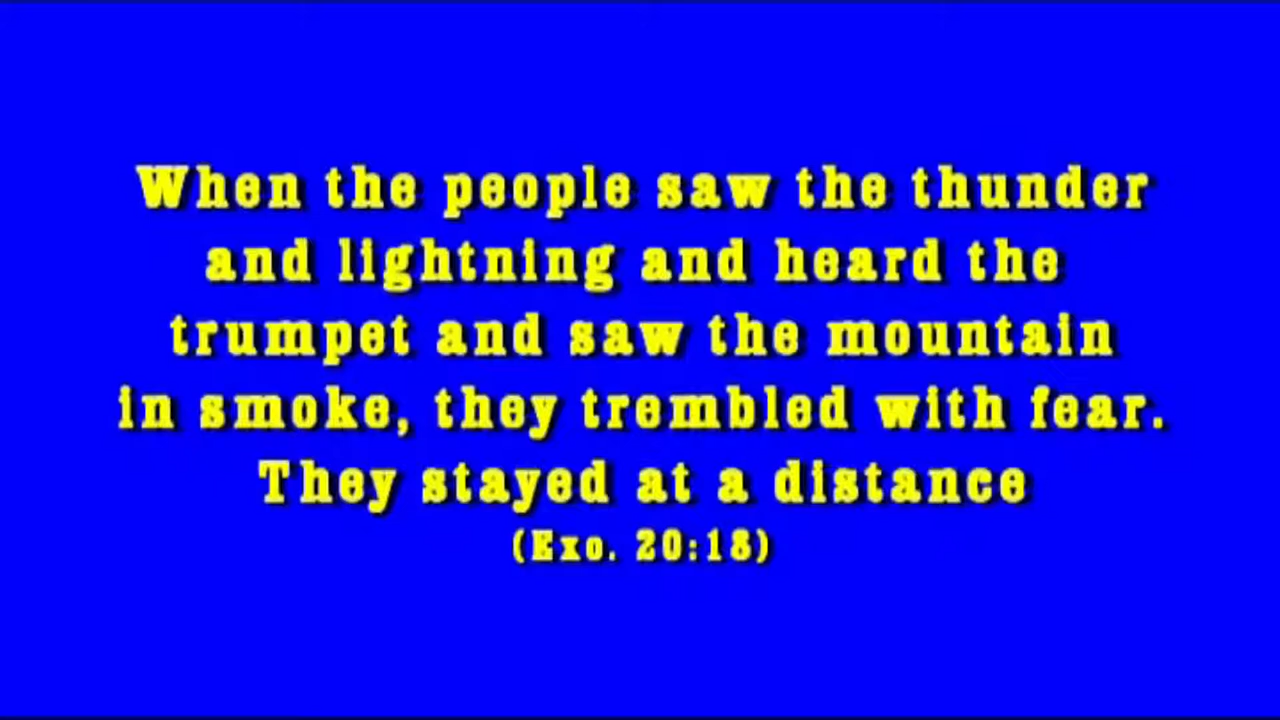 When the people saw the thunder
and lightning and heard the
trumpet and saw the mountain
in smoke, they trembled with fear.
They stayed at a distance
(Exo. 20:18)